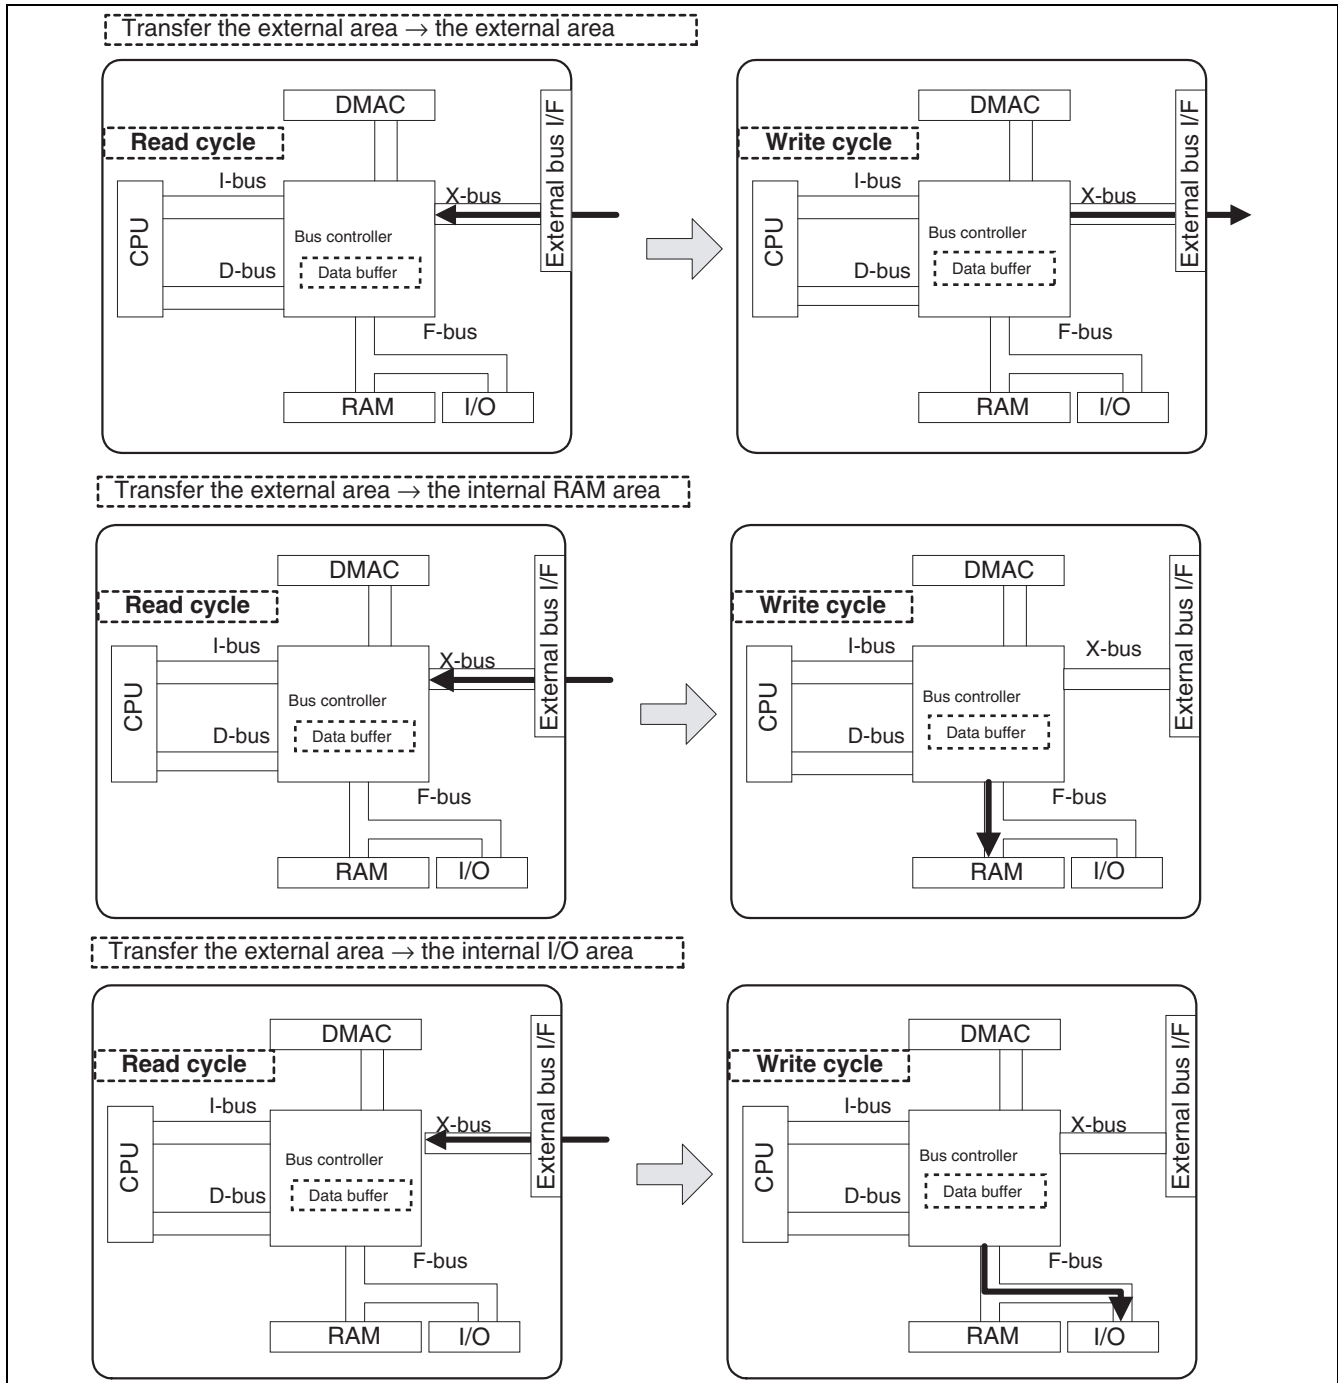 Transfer the external area → the external area
DMAC
Read cycle
I-bus
X-bus
External bus I/F
CPU
Bus controller
Data buffer
D-bus
F-bus
RAM
I/O
DMAC
Write cycle
I-bus
X-bus
External bus I/F
CPU
Bus controller
Data buffer
D-bus
F-bus
RAM
I/O
Transfer the external area → the internal RAM area
DMAC
Read cycle
I-bus
X-bus
External bus I/F
CPU
Bus controller
Data buffer
D-bus
F-bus
RAM
I/O
DMAC
Write cycle
I-bus
X-bus
External bus I/F
CPU
Bus controller
Data buffer
D-bus
F-bus
RAM
I/O
Transfer the external area → the internal I/O area
DMAC
Read cycle
I-bus
X-bus
External bus I/F
CPU
Bus controller
Data buffer
D-bus
F-bus
RAM
I/O
DMAC
Write cycle
I-bus
X-bus
External bus I/F
CPU
Bus controller
Data buffer
D-bus
F-bus
RAM
I/O